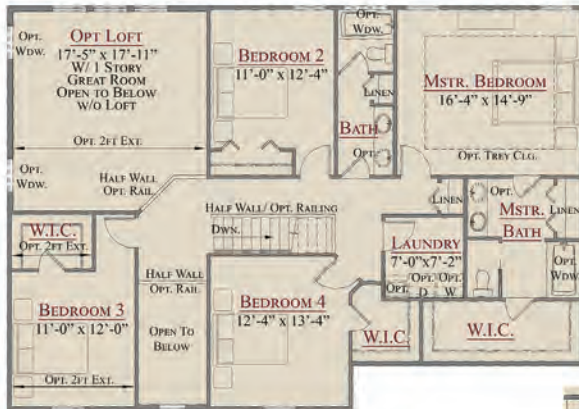 OPT LOFT
17'-5" X 17'-11"
W/ 1 STORY
GREAT ROOM
OPEN TO BELOW
W/O LOFT
OPT.
WDW.
OPT. 2FT EXT.
OPT.
WDW.
HALF WALL
OPT. RAIL
BEDROOM 2
11'-0" X 12'-4"
OPT.
WDW.
LINEN
BATH
OPT.
MSTR. BEDROOM
16'-4" X 14'-9"
OPT. TREY CLG.
HALF WALL/ OPT. RAILING
DWN.
LINEN
OPT.
MSTR.
BATH
LINEN
OPT.
WDW.
LAUNDRY
7'-0"X7'-2"
OPT.
OPT.
D
OPT.
W
W.I.C.
OPT. 2FT EXT.
HALF WALL
OPT. RAIL
OPEN TO
BELOW
BEDROOM 3
11'-0" X 12'-0"
OPT. 2FT EXT.
BEDROOM 4
12'-4" X 13'-4"
W.I.C.
W.I.C.